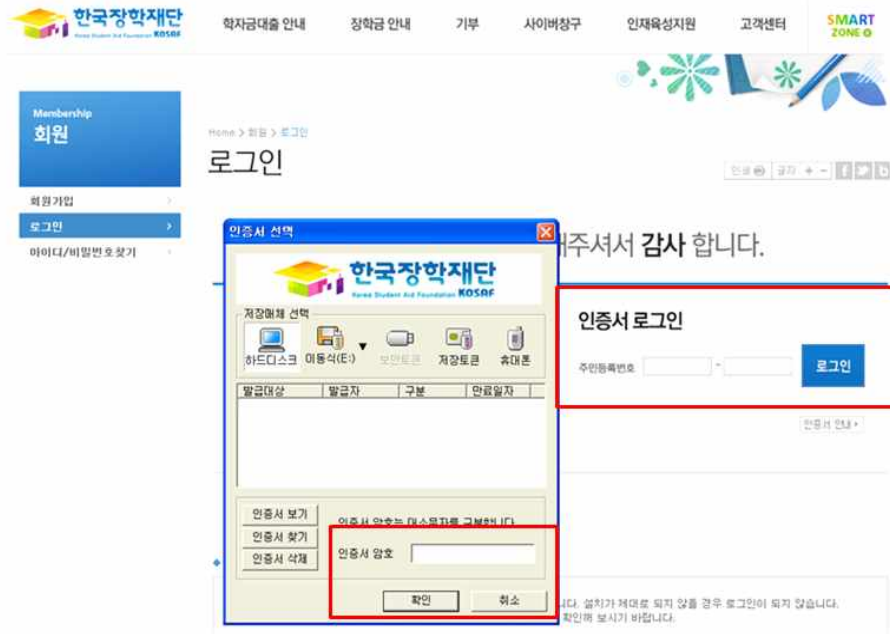 한국장학재단
Korea Student Aid Foundation KOSAF
학자금대출 안내
장학금 안내
기부
사이버창구
인재육성지원
고객센터
SMART
ZONE
Membership
회원
Home > 회원 > 로그인
로그인
인쇄
글자 + -
회원가입
로그인
아이디/비밀번호찾기
해주셔서 감사 합니다.
인증서 선택
한국장학재단
Korea Student Aid Foundation KOSAF
저장매체 선택
하드디스크
이동식(E:)
보안토큰
저장토큰
휴대폰
발급대상
발급자
구분
만료일자
인증서 보기
인증서 찾기
인증서 삭제
인증서 암호는 대소문자를 구분합니다.
인증서 암호
확인
취소
인증서 로그인
주민등록번호
-
로그인
인증서 안내
니다. 설치가 제대로 되지 않을 경우 로그인이 되지 않습니다.
확인해 보시기 바랍니다.